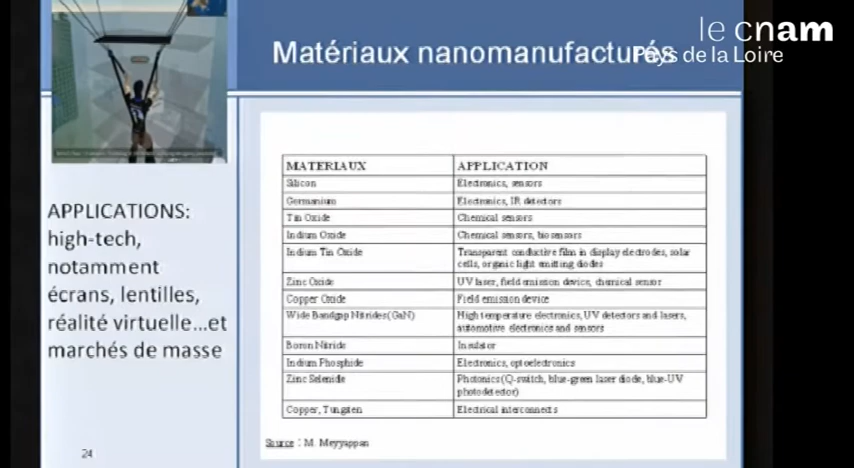 le cnam
Pays de la Loire
Matériaux nanomanufacturés
APPLICATIONS:
high-tech,
notamment
écrans, lentilles,
réalité virtuelle...et
marchés de masse
MATERIAUX APPLICATION
Silicon Electronics, sensors
Germanium Electronics, IR detectors
Tin Oxide Chemical sensors
Indium Oxide Chemical sensors, bio sensors
Indium Tin Oxide Transparent conductive film in display electrodes, solar
cells, organic light emitting diodes
Zinc Oxide UV laser, field emission device, chemical sensor
Copper Oxide Field emission device
Wide Bandgap Nitrides(GaN) High temperature electronics, UV detectors and lasers,
automotive electronics and sensors
Boron Nitride Insulator
Indium Phosphide Electronics, optoelectronics
Zinc Selenide Photonics(Q-switch, blue-green laser diode, blue-UV
photodetector)
Copper, Tungsten Electrical interconnects
Source : M. Meyyappan
24